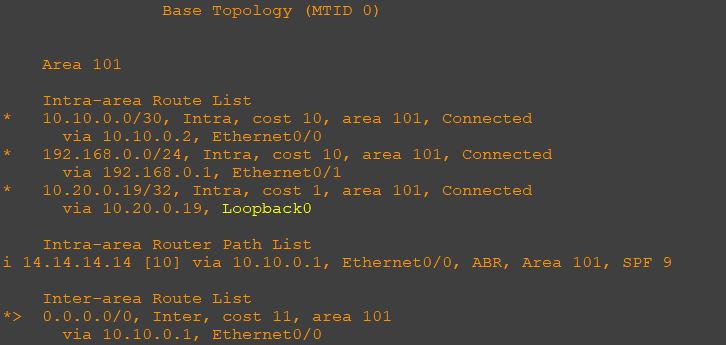 Base Topology (MTID 0)
Area 101
Intra-area Route List
* 10.10.0.0/30, Intra, cost 10, area 101, Connected
via 10.10.0.2, Ethernet0/0
* 192.168.0.0/24, Intra, cost 10, area 101, Connected
via 192.168.0.1, Ethernet0/1
* 10.20.0.19/32, Intra, cost 1, area 101, Connected
via 10.20.0.19, Loopback0
Intra-area Router Path List
i 14.14.14.14 [10] via 10.10.0.1, Ethernet0/0, ABR, Area 101, SPF 9
Inter-area Route List
*> 0.0.0.0/0, Inter, cost 11, area 101
via 10.10.0.1, Ethernet0/0